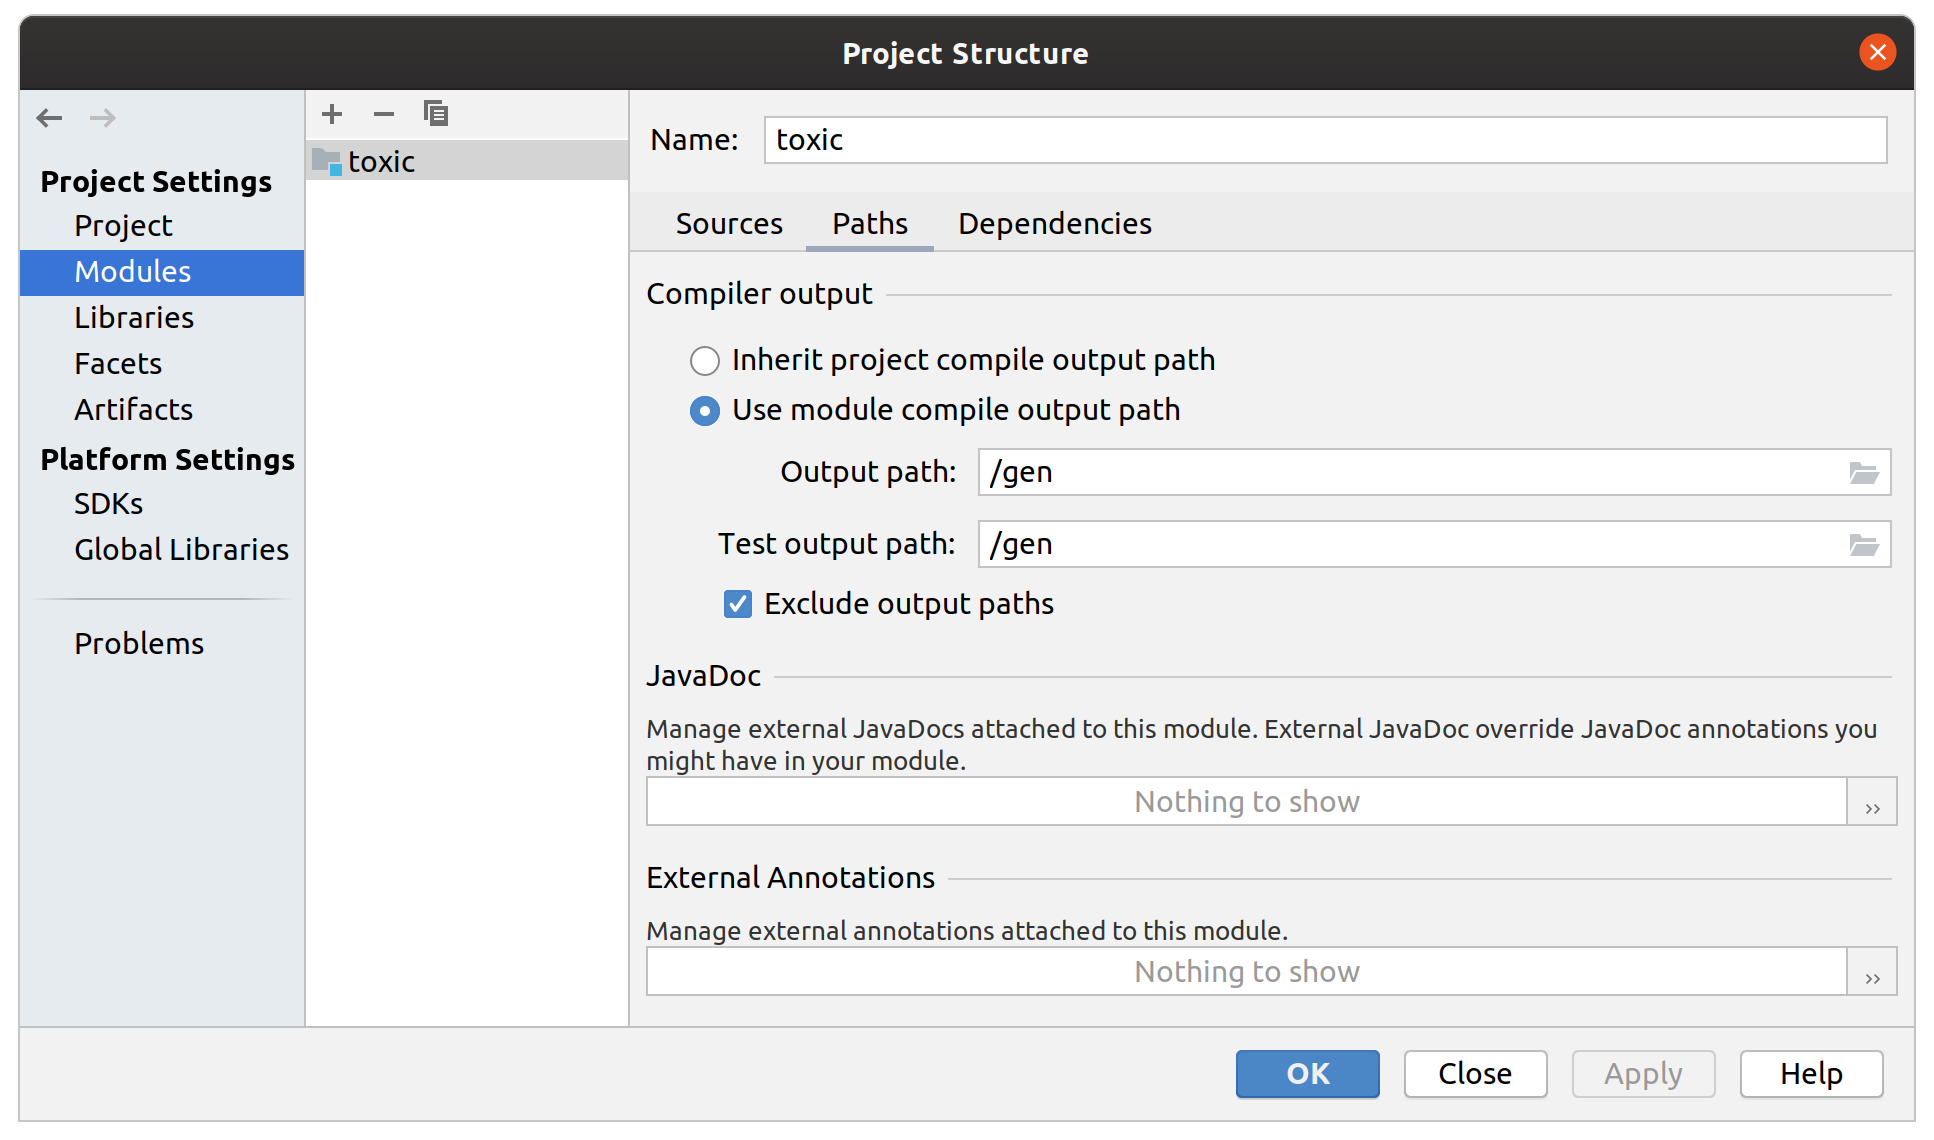 Project Structure
Project Settings
Project
Modules
Libraries
Facets
Artifacts
Platform Settings
SDKs
Global Libraries
Problems
toxic
Name: toxic
Sources Paths Dependencies
Compiler output
Inherit project compile output path
Use module compile output path
Output path: /gen
Test output path: /gen
Exclude output paths
JavaDoc
Manage external JavaDocs attached to this module. External JavaDoc override JavaDoc annotations you
might have in your module.
Nothing to show
External Annotations
Manage external annotations attached to this module.
Nothing to show
OK Close Apply Help